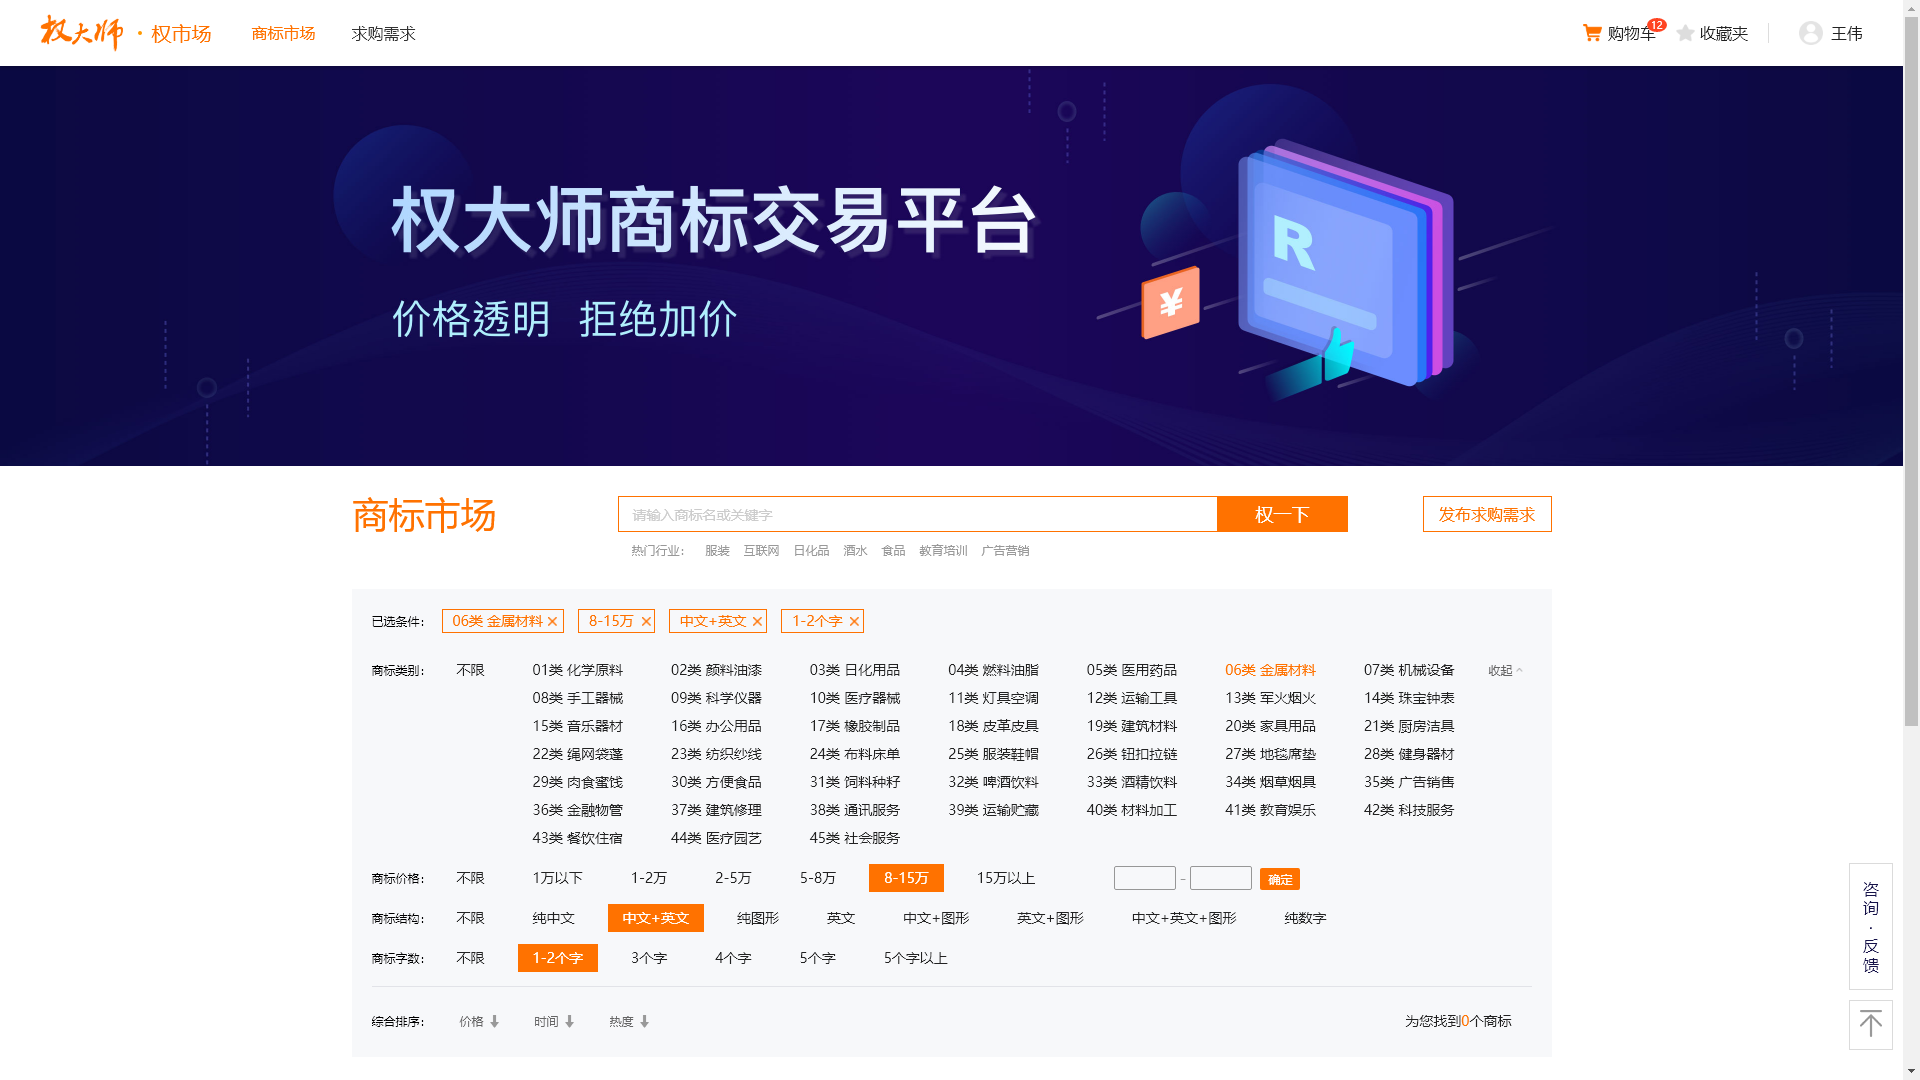 权大师 · 权市场 商标市场 求购需求 购物车 12 收藏夹 王伟
权大师商标交易平台
价格透明 拒绝加价
R
¥
商标市场 请输入商标名或关键字 权一下 发布求购需求
热门行业： 服装 互联网 日化品 酒水 食品 教育培训 广告营销
已选条件： 06类 金属材料 8-15万 中文+英文 1-2个字
商标类别： 不限 01类 化学原料 02类 颜料油漆 03类 日化用品 04类 燃料油脂 05类 医用药品 06类 金属材料 07类 机械设备 收起
08类 手工器械 09类 科学仪器 10类 医疗器械 11类 灯具空调 12类 运输工具 13类 军火烟火 14类 珠宝钟表
15类 音乐器材 16类 办公用品 17类 橡胶制品 18类 皮革皮具 19类 建筑材料 20类 家具用品 21类 厨房洁具
22类 绳网袋蓬 23类 纺织纱线 24类 布料床单 25类 服装鞋帽 26类 钮扣拉链 27类 地毯席垫 28类 健身器材
29类 肉食蜜饯 30类 方便食品 31类 饲料种籽 32类 啤酒饮料 33类 酒精饮料 34类 烟草烟具 35类 广告销售
36类 金融物管 37类 建筑修理 38类 通讯服务 39类 运输贮藏 40类 材料加工 41类 教育娱乐 42类 科技服务
43类 餐饮住宿 44类 医疗园艺 45类 社会服务
商标价格： 不限 1万以下 1-2万 2-5万 5-8万 8-15万 15万以上 - 确定
商标结构： 不限 纯中文 中文+英文 纯图形 英文 中文+图形 英文+图形 中文+英文+图形 纯数字
商标字数： 不限 1-2个字 3个字 4个字 5个字 5个字以上
综合排序： 价格 时间 热度 为您找到0个商标
咨询·反馈